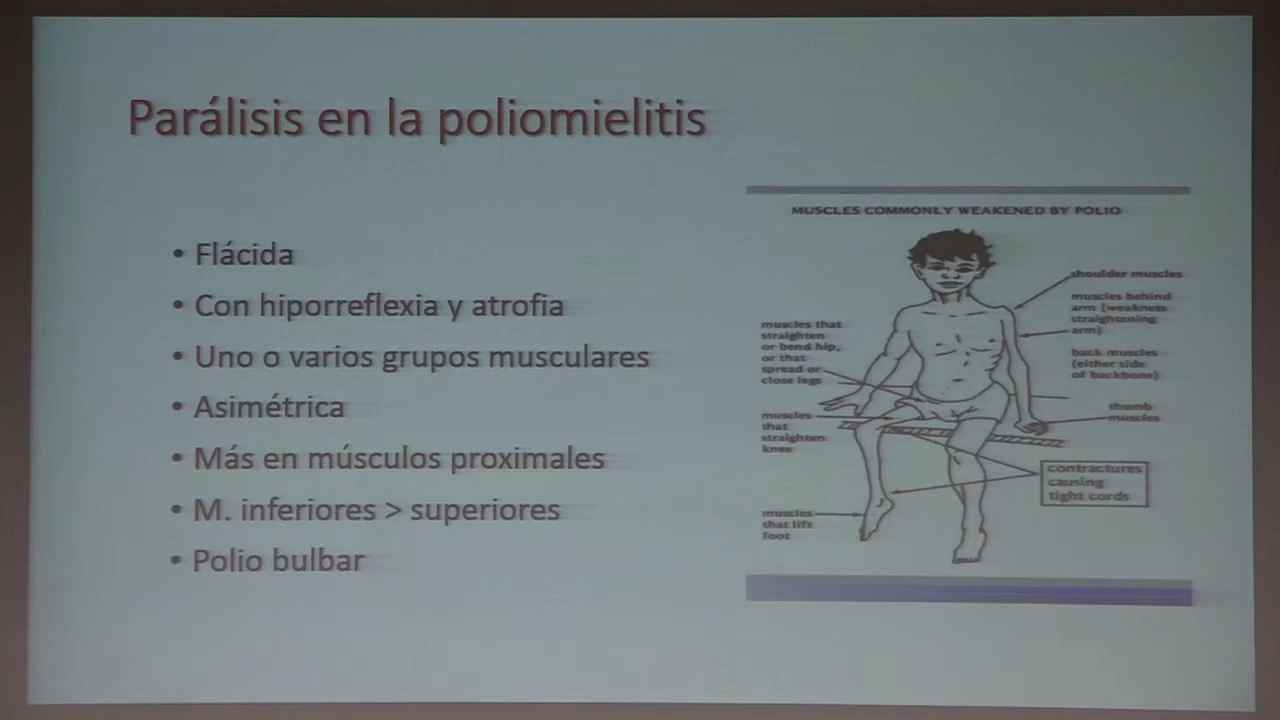 Parálisis en la poliomielitis
• Flácida
• Con hiporreflexia y atrofia
• Uno o varios grupos musculares
• Asimétrica
• Más en músculos proximales
• M. inferiores > superiores
• Polio bulbar
MUSCLES COMMONLY WEAKENED BY POLIO
muscles that
straighten
or bend hip,
or that
spread or
close legs
muscles
that
straighten
knee
muscles
that lift
foot
shoulder muscles
muscles behind
arm (weakness
straightening
arm)
back muscles
(either side
of backbone)
thumb
muscles
contractures
causing
tight cords